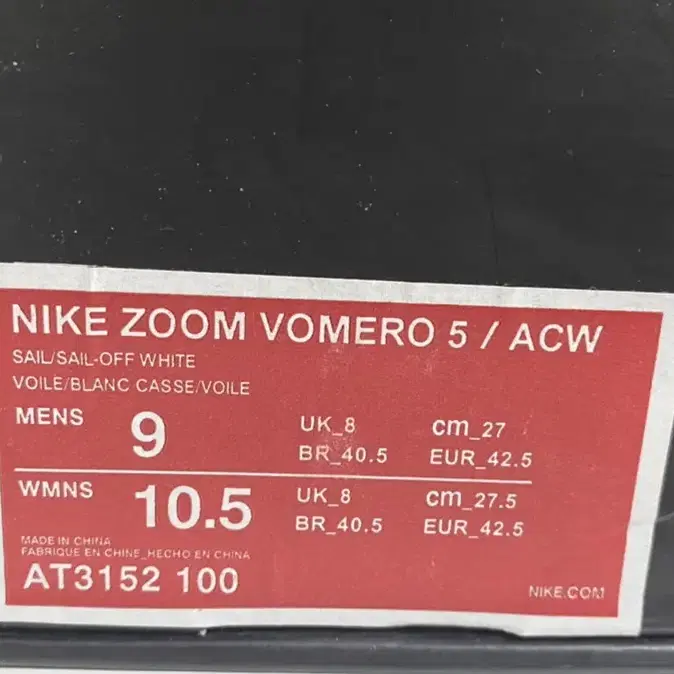 NIKE ZOOM VOMERO 5 / ACW
SAIL/SAIL-OFF WHITE
VOILE/BLANC CASSE/VOILE
MENS 9 UK_8 cm_27
BR_40.5 EUR_42.5
WMNS 10.5 UK_8 cm_27.5
BR_40.5 EUR_42.5
MADE IN CHINA
FABRIQUE EN CHINE_HECHO EN CHINA
AT3152 100
NIKE.COM